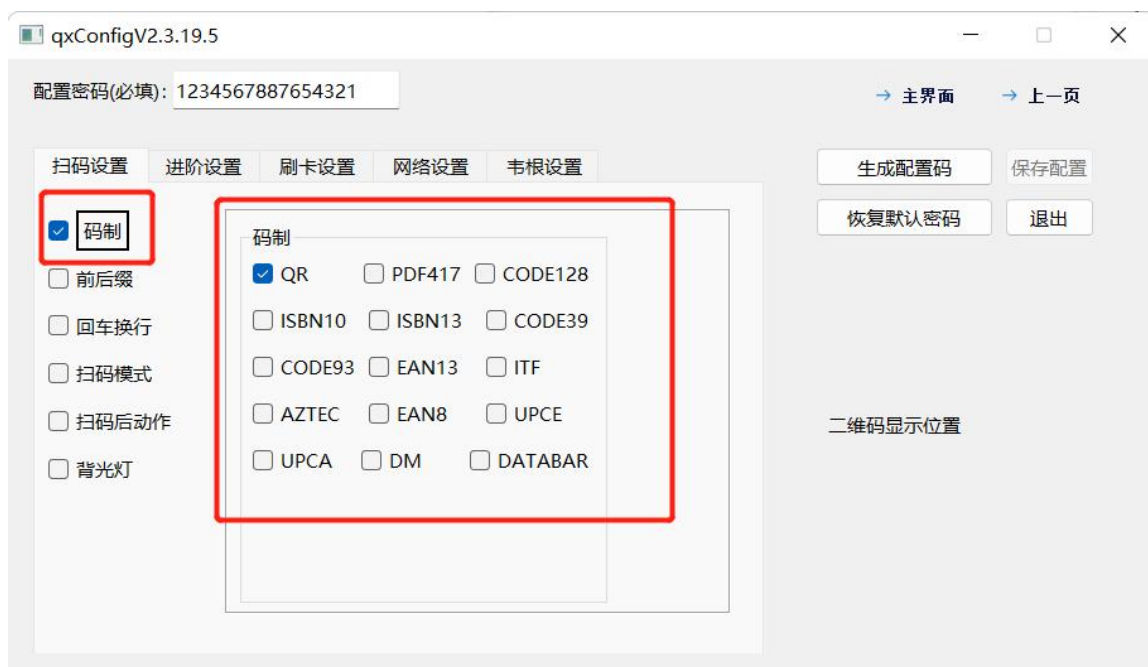 qxConfigV2.3.19.5
配置密码(必填): 1234567887654321
主界面 上一页
扫码设置 进阶设置 刷卡设置 网络设置 韦根设置
生成配置码 保存配置
恢复默认密码 退出
码制
前后缀
回车换行
扫码模式
扫码后动作
背光灯
码制
QR PDF417 CODE128
ISBN10 ISBN13 CODE39
CODE93 EAN13 ITF
AZTEC EAN8 UPCE
UPCA DM DATABAR
二维码显示位置